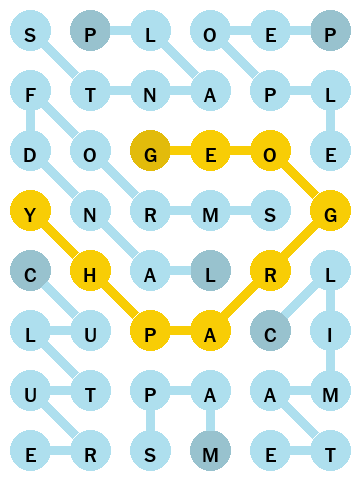 S P L O E P
F T N A P L
D O G E O E
Y N R M S G
C H A L R L
L U P A C I
U T P A A M
E R S M E T